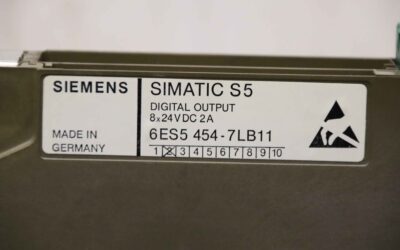 SIEMENS
SIMATIC S5
DIGITAL OUTPUT
8x24VDC 2A
MADE IN
GERMANY
6ES5 454-7LB11
1 2 3 4 5 6 7 8 9 10